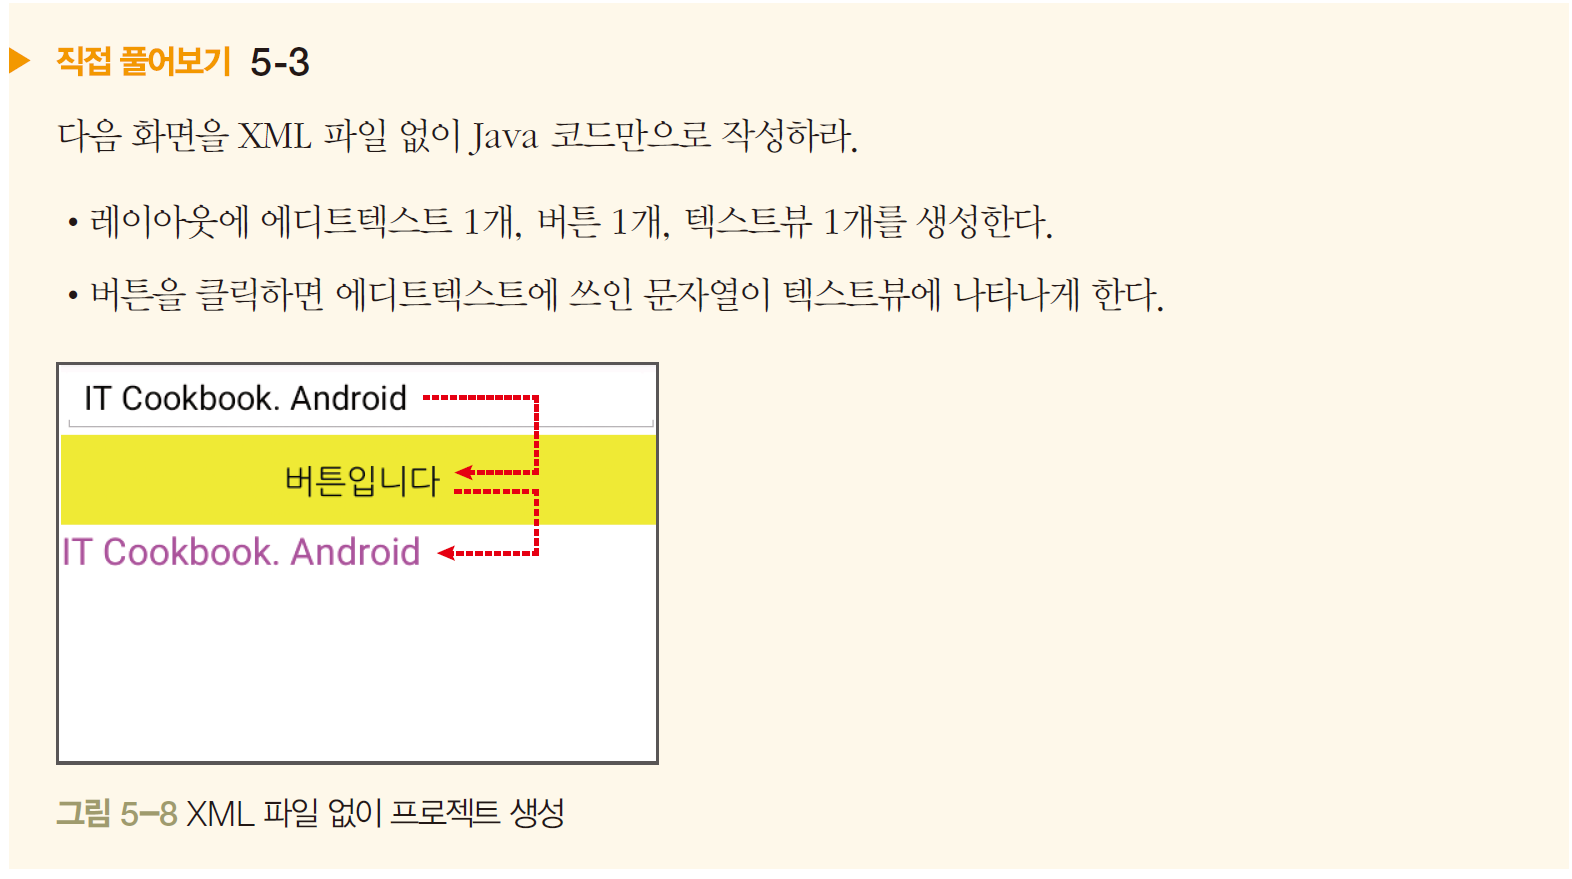 직접 풀어보기 5-3
다음 화면을 XML 파일 없이 Java 코드만으로 작성하라.
• 레이아웃에 에디트텍스트 1개, 버튼 1개, 텍스트뷰 1개를 생성한다.
• 버튼을 클릭하면 에디트텍스트에 쓰인 문자열이 텍스트뷰에 나타나게 한다.
IT Cookbook. Android
버튼입니다
IT Cookbook. Android
그림 5-8 XML 파일 없이 프로젝트 생성